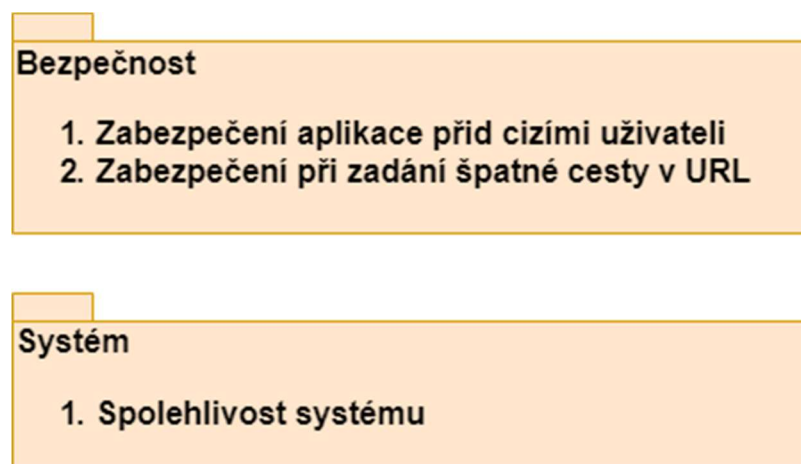 Bezpečnost
1. Zabezpečení aplikace přid cizími uživateli
2. Zabezpečení při zadání špatné cesty v URL
Systém
1. Spolehlivost systému